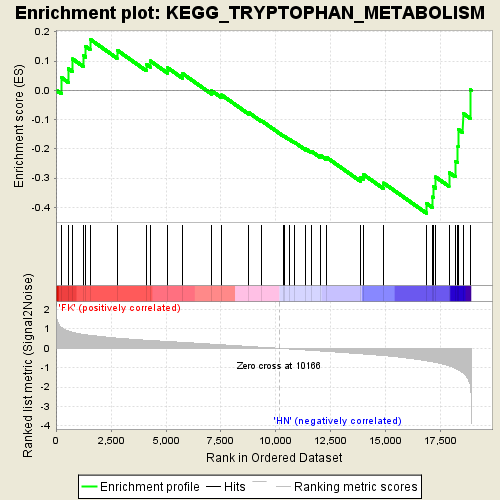 Enrichment plot: KEGG_TRYPTOPHAN_METABOLISM
Enrichment score (ES)
0.2
0.1
0.0
-0.1
-0.2
-0.3
-0.4
'FK' (positively correlated)
Ranked list metric (Signal2Noise)
2
1
0
-1
-2
-3
-4
Zero cross at 10166
'HN' (negatively correlated)
0
2,500
5,000
7,500
10,000
12,500
15,000
17,500
Rank in Ordered Dataset
Enrichment profile
Hits
Ranking metric scores